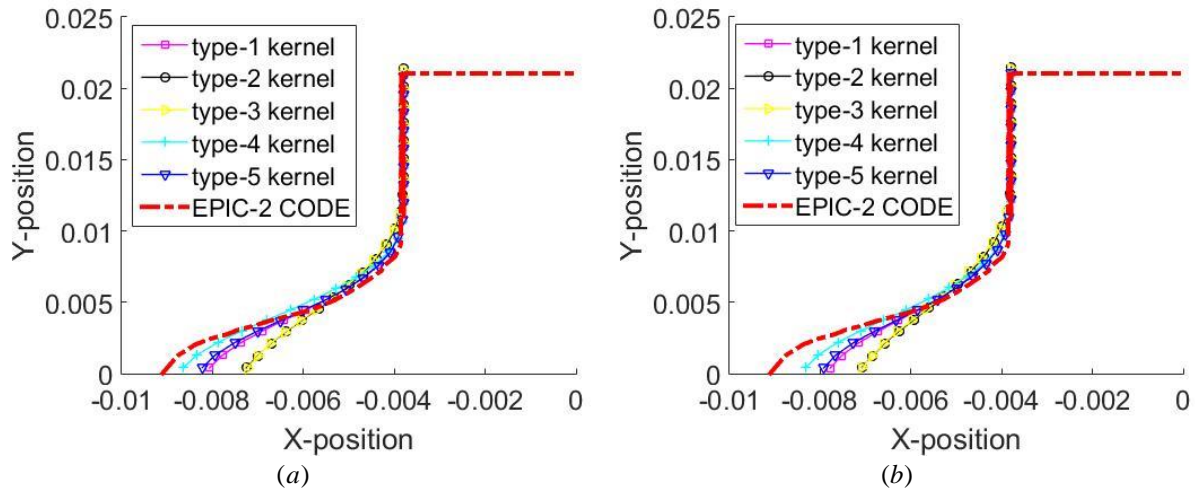 0.025
0.02
0.015
0.01
0.005
0
Y-position
type-1 kernel
type-2 kernel
type-3 kernel
type-4 kernel
type-5 kernel
EPIC-2 CODE
-0.01 -0.008 -0.006 -0.004 -0.002 0
X-position
(a)
0.025
0.02
0.015
0.01
0.005
0
Y-position
type-1 kernel
type-2 kernel
type-3 kernel
type-4 kernel
type-5 kernel
EPIC-2 CODE
-0.01 -0.008 -0.006 -0.004 -0.002 0
X-position
(b)